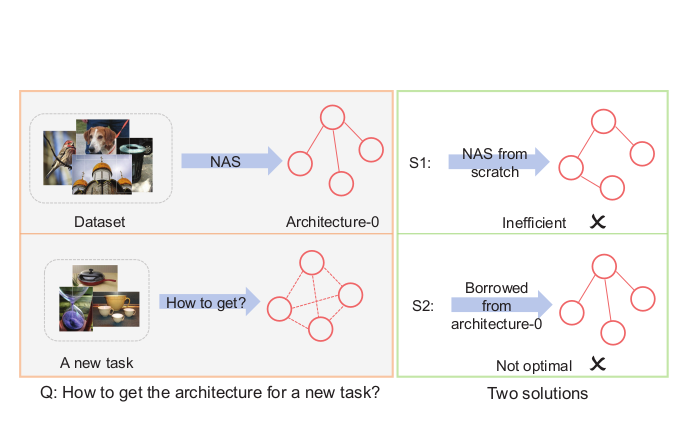 NAS
Dataset
Architecture-0
How to get?
A new task
Q: How to get the architecture for a new task?
S1:
NAS from
scratch
Inefficient ✗
S2:
Borrowed
from
architecture-0
Not optimal ✗
Two solutions